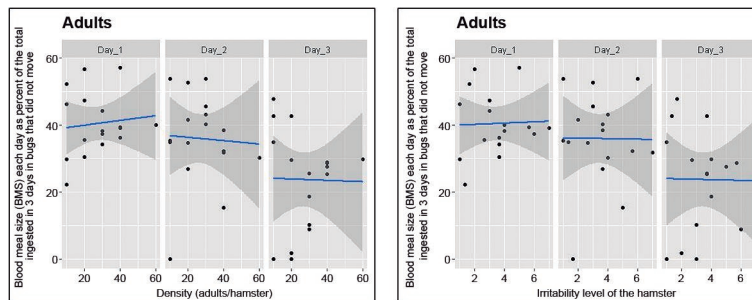 Adults
Day_1 Day_2 Day_3
Blood meal size (BMS) each day as percent of the total
ingested in 3 days in bugs that did not move
60
40
20
0
20 40 60 20 40 60 20 40 60
Density (adults/hamster)
Adults
Day_1 Day_2 Day_3
Blood meal size (BMS) each day as percent of the total
ingested in 3 days in bugs that did not move
60
40
20
0
2 4 6 2 4 6 2 4 6
Irritability level of the hamster